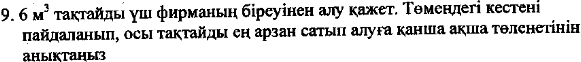 9. 6 м³ тақтайды үш фирманың біреуінен алу қажет. Төмендегі кестені
пайдаланып, осы тақтайды ең арзан сатып алуға қанша ақша төленетінін
анықтаңыз